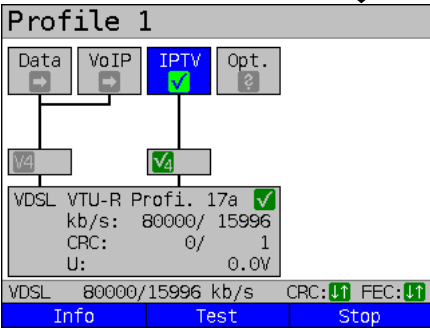 Profile 1
Data VoIP IPTV Opt.
?
V4 V4
VDSL VTU-R Profi. 17a
kb/s: 80000/ 15996
CRC: 0/ 1
U: 0.0V
VDSL 80000/15996 kb/s CRC: FEC:
Info Test Stop